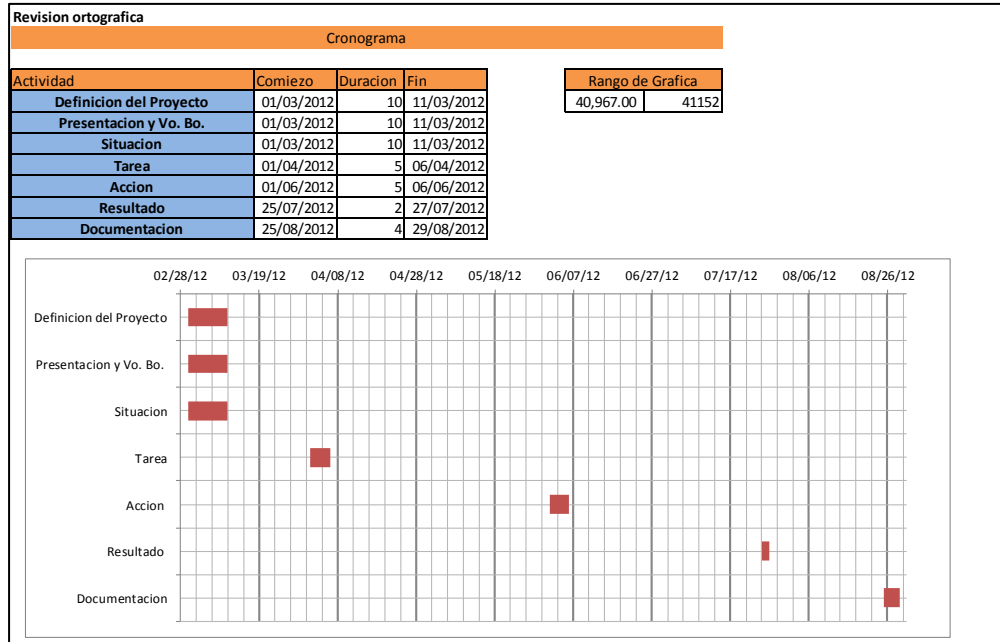 Revision ortografica
Cronograma
Actividad Comiezo Duracion Fin Rango de Grafica
Definicion del Proyecto 01/03/2012 10 11/03/2012 40,967.00 41152
Presentacion y Vo. Bo. 01/03/2012 10 11/03/2012
Situacion 01/03/2012 10 11/03/2012
Tarea 01/04/2012 5 06/04/2012
Accion 01/06/2012 5 06/06/2012
Resultado 25/07/2012 2 27/07/2012
Documentacion 25/08/2012 4 29/08/2012
02/28/12 03/19/12 04/08/12 04/28/12 05/18/12 06/07/12 06/27/12 07/17/12 08/06/12 08/26/12
Definicion del Proyecto
Presentacion y Vo. Bo.
Situacion
Tarea
Accion
Resultado
Documentacion